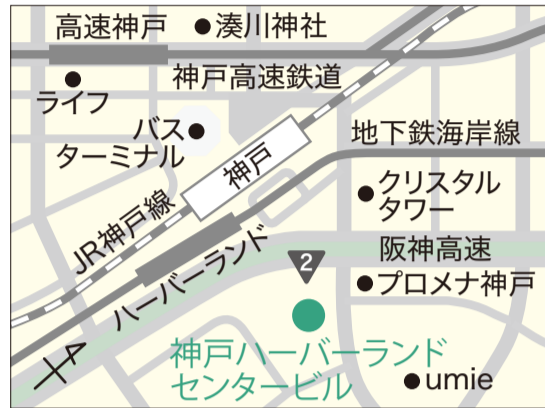 高速神戸
湊川神社
神戸高速鉄道
ライフ
バス
ターミナル
神戸
地下鉄海岸線
クリスタル
タワー
JR神戸線
ハーバーランド
阪神高速
2
プロメナ神戸
神戸ハーバーランド
センタービル
umie